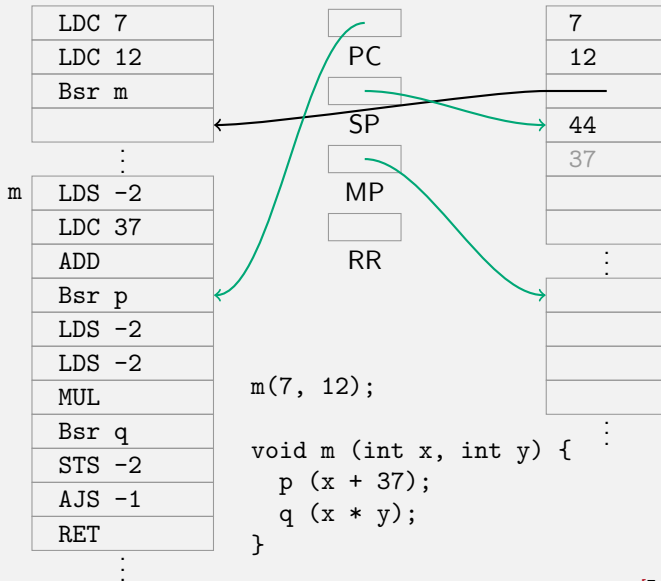 LDC 7
LDC 12
Bsr m
m
LDS -2
LDC 37
ADD
Bsr p
LDS -2
LDS -2
MUL
Bsr q
STS -2
AJS -1
RET
PC
SP
MP
RR
7
12
44
37
m(7, 12);
void m (int x, int y) {
p (x + 37);
q (x * y);
}